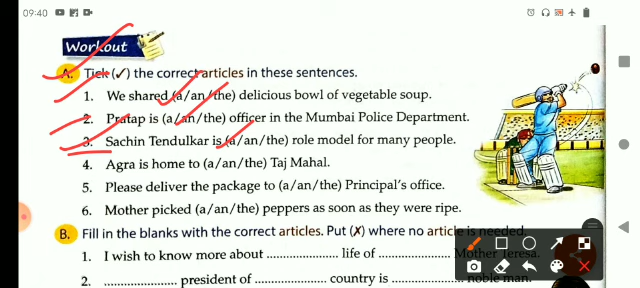 09:40
Workout
A. Tick (✓) the correct articles in these sentences.
1. We shared (a/an/the) delicious bowl of vegetable soup.
2. Pratap is (a/an/the) officer in the Mumbai Police Department.
3. Sachin Tendulkar is (a/an/the) role model for many people.
4. Agra is home to (a/an/the) Taj Mahal.
5. Please deliver the package to (a/an/the) Principal's office.
6. Mother picked (a/an/the) peppers as soon as they were ripe.
B. Fill in the blanks with the correct articles. Put (✗) where no article is needed.
1. I wish to know more about .................... life of .................... Mother Teresa.
2. .................... president of .................... country is .................... noble man.